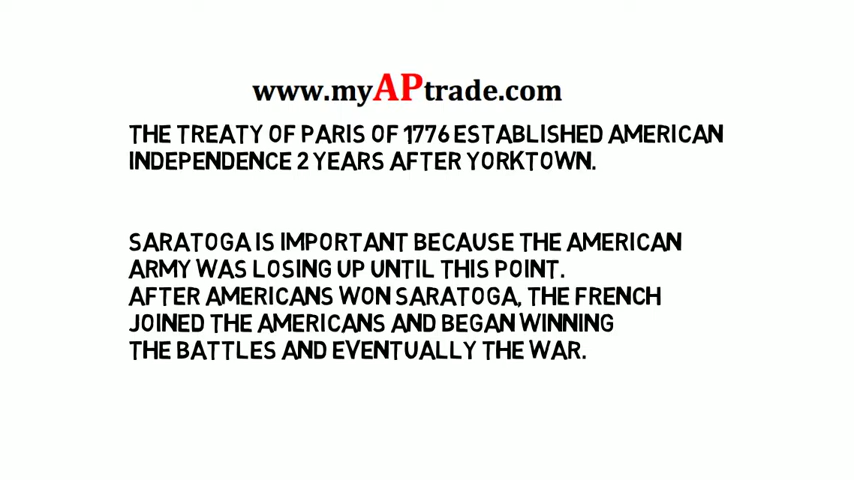 www.myAPtrade.com
THE TREATY OF PARIS OF 1776 ESTABLISHED AMERICAN
INDEPENDENCE 2 YEARS AFTER YORKTOWN.
SARATOGA IS IMPORTANT BECAUSE THE AMERICAN
ARMY WAS LOSING UP UNTIL THIS POINT.
AFTER AMERICANS WON SARATOGA, THE FRENCH
JOINED THE AMERICANS AND BEGAN WINNING
THE BATTLES AND EVENTUALLY THE WAR.